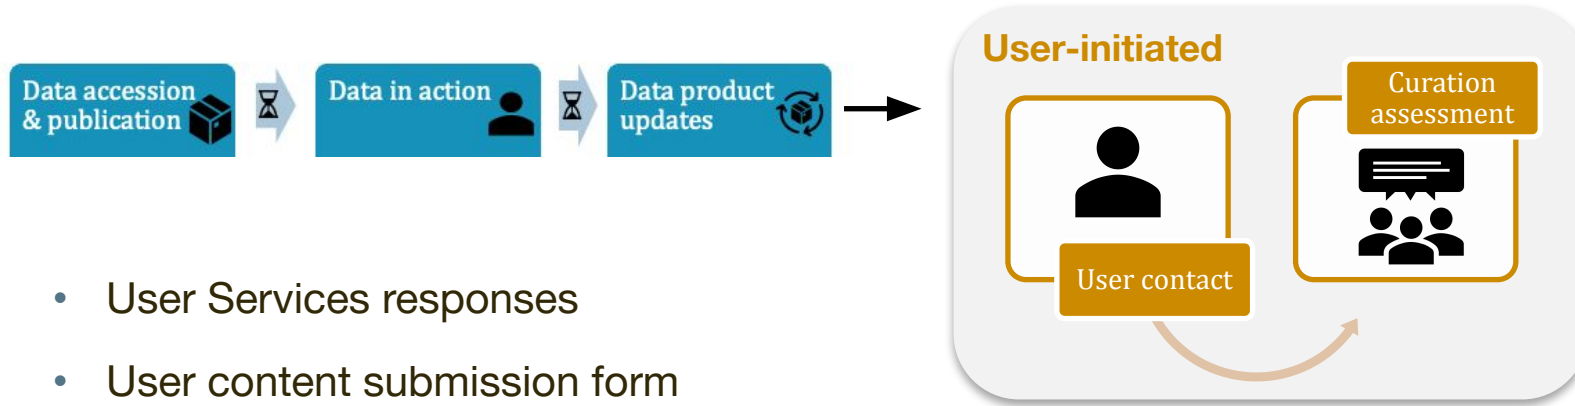 Data accession
& publication
Data in action
Data product
updates
User-initiated
Curation
assessment
User contact
• User Services responses
• User content submission form